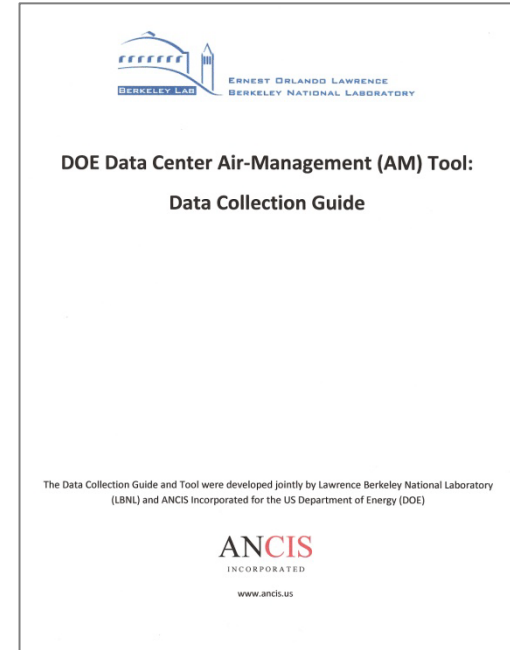 BERKELEY LAB
ERNEST ORLANDO LAWRENCE
BERKELEY NATIONAL LABORATORY
DOE Data Center Air-Management (AM) Tool:
Data Collection Guide
The Data Collection Guide and Tool were developed jointly by Lawrence Berkeley National Laboratory
(LBNL) and ANCIS Incorporated for the US Department of Energy (DOE)
ANCIS
INCORPORATED
www.ancis.us